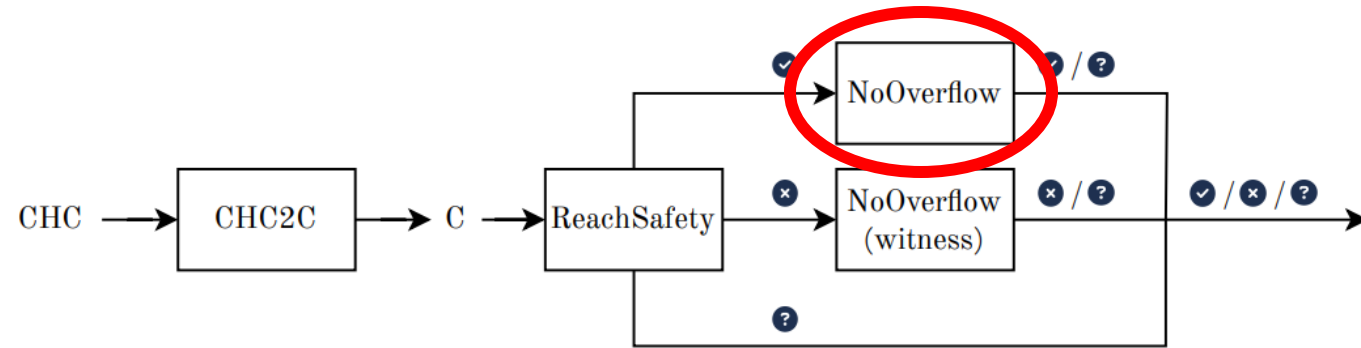 NoOverflow
/ ?
CHC
CHC2C
C
ReachSafety
NoOverflow
(witness)
/ ?
/ / ?
?